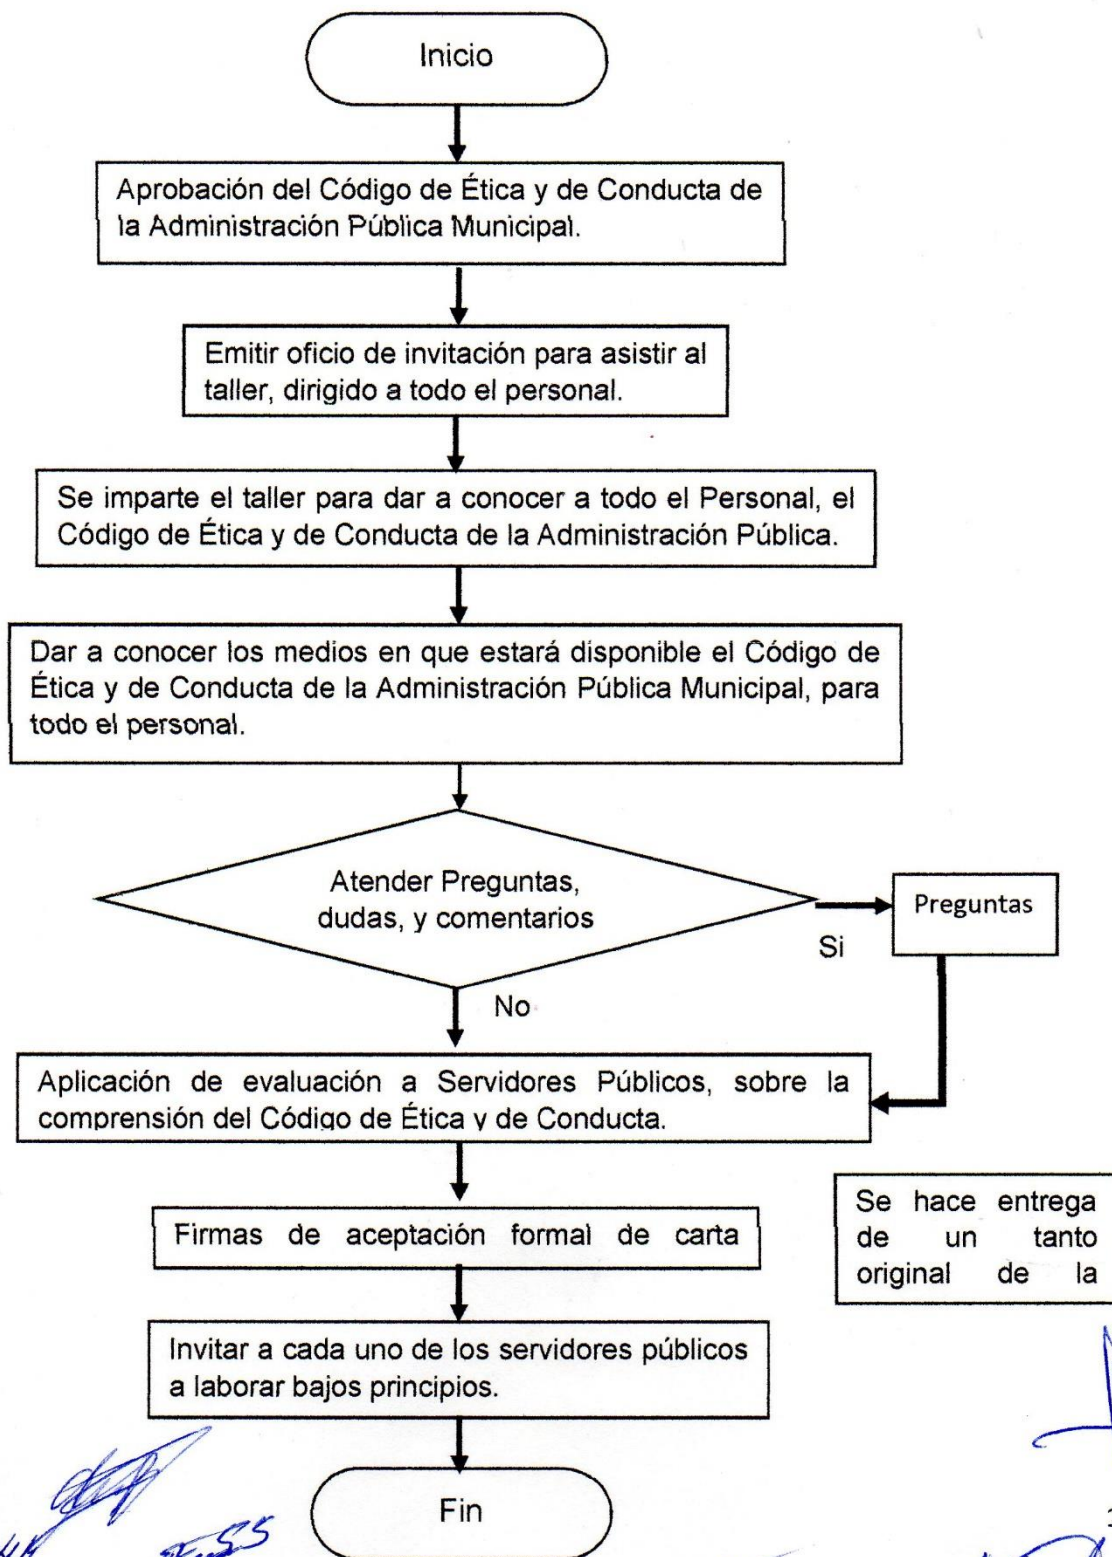 Inicio
Aprobación del Código de Ética y de Conducta de
la Administración Pública Municipal.
Emitir oficio de invitación para asistir al
taller, dirigido a todo el personal.
Se imparte el taller para dar a conocer a todo el Personal, el
Código de Ética y de Conducta de la Administración Pública.
Dar a conocer los medios en que estará disponible el Código de
Ética y de Conducta de la Administración Pública Municipal, para
todo el personal.
Atender Preguntas,
dudas, y comentarios
Si
Preguntas
No
Aplicación de evaluación a Servidores Públicos, sobre la
comprensión del Código de Ética y de Conducta.
Firmas de aceptación formal de carta
Se hace entrega
de un tanto
original de la
Invitar a cada uno de los servidores públicos
a laborar bajos principios.
Fin